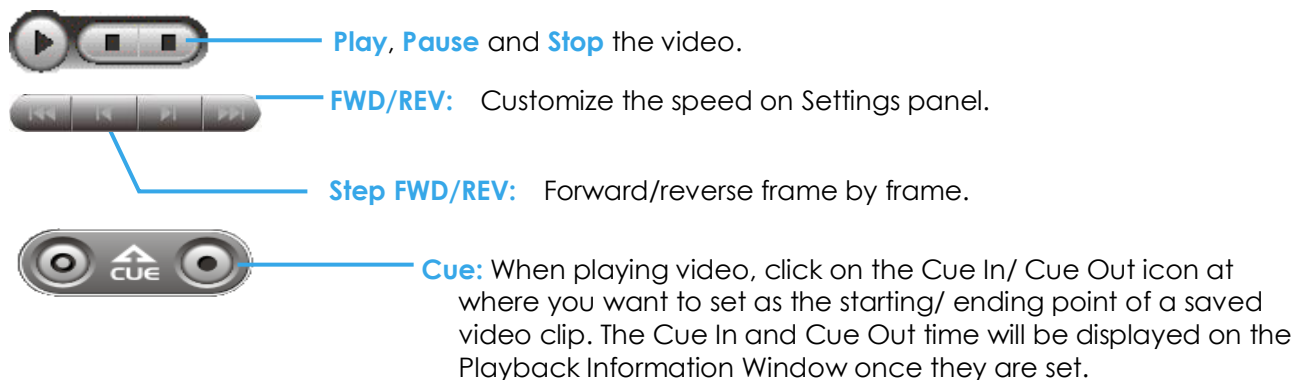 Play, Pause and Stop the video.
FWD/REV: Customize the speed on Settings panel.
Step FWD/REV: Forward/reverse frame by frame.
CUE
Cue: When playing video, click on the Cue In/ Cue Out icon at
where you want to set as the starting/ ending point of a saved
video clip. The Cue In and Cue Out time will be displayed on the
Playback Information Window once they are set.